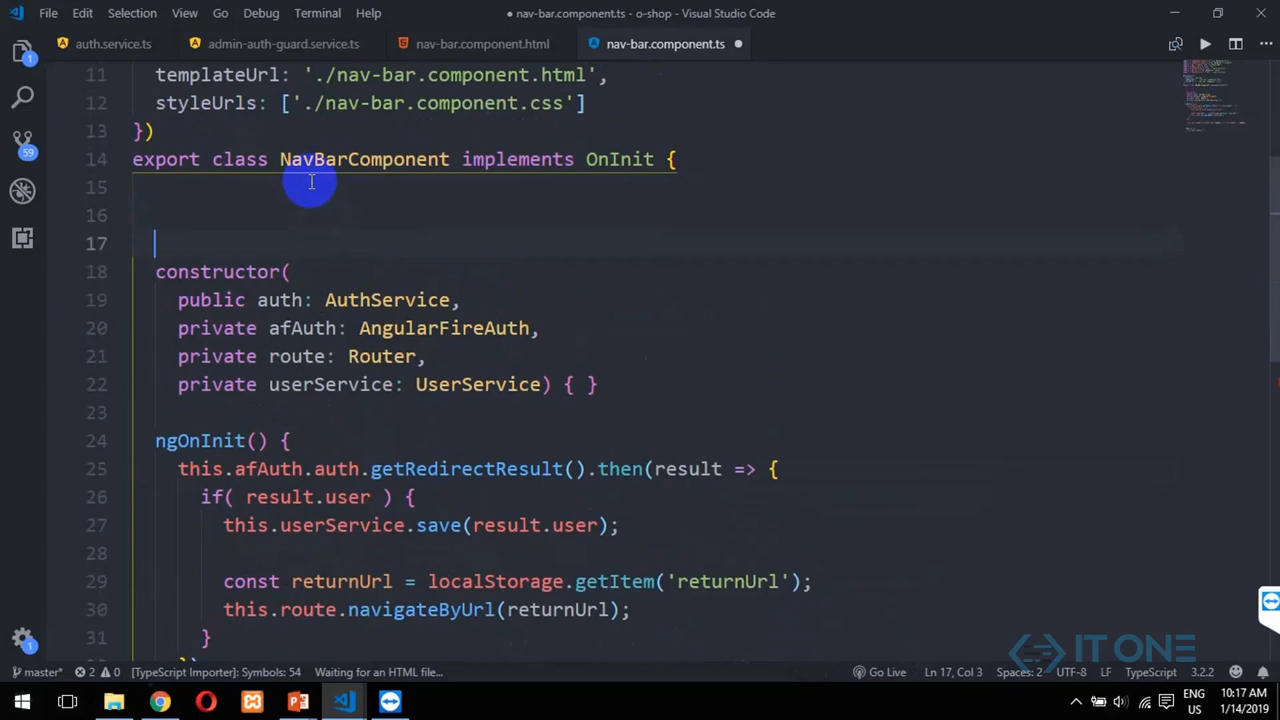 File Edit Selection View Go Debug Terminal Help
● nav-bar.component.ts - o-shop - Visual Studio Code
auth.service.ts admin-auth-guard.service.ts nav-bar.component.html nav-bar.component.ts ●
11 templateUrl: './nav-bar.component.html',
12 styleUrls: ['./nav-bar.component.css']
13 })
14 export class NavBarComponent implements OnInit {
15
16
17
18 constructor(
19 public auth: AuthService,
20 private afAuth: AngularFireAuth,
21 private route: Router,
22 private userService: UserService) { }
23
24 ngOnInit() {
25 this.afAuth.auth.getRedirectResult().then(result => {
26 if( result.user ) {
27 this.userService.save(result.user);
28
29 const returnUrl = localStorage.getItem('returnUrl');
30 this.route.navigateByUrl(returnUrl);
31 }
1
59
1
IT ONE
master* 2 0 [TypeScript Importer]: Symbols: 54 Waiting for an HTML file... Go Live Ln 17, Col 3 Spaces: 2 UTF-8 LF TypeScript 3.2.2
ENG
US
10:17 AM
1/14/2019